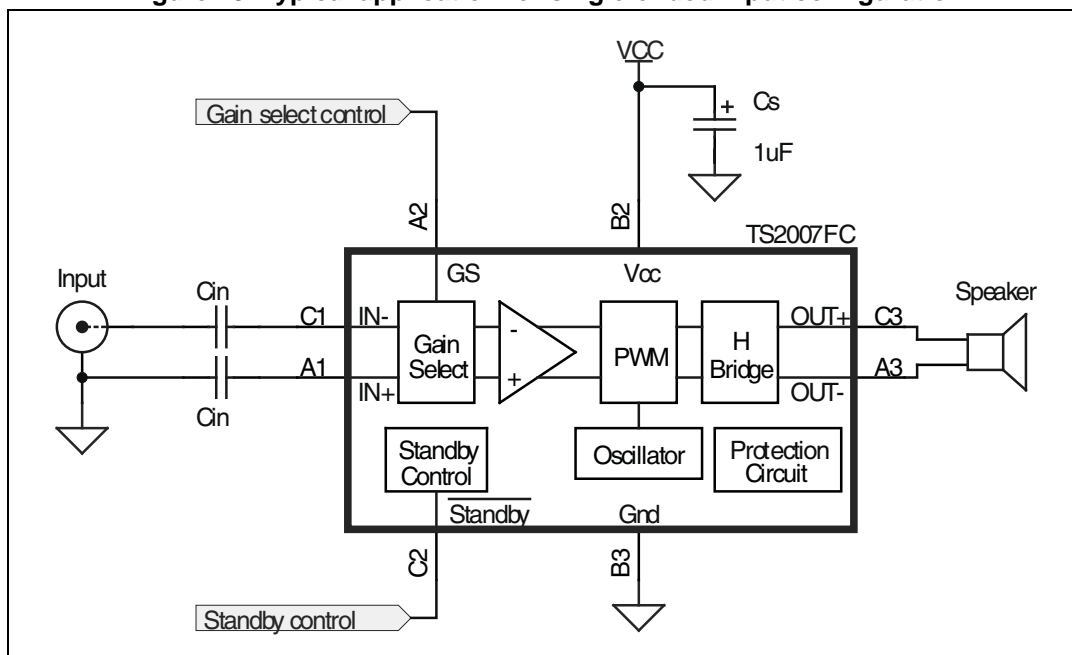 VCC
Gain select control
+ Cs
1uF
A2
B2
TS2007FC
Input
Cin
C1
IN-
GS
Vcc
OUT+
C3
Speaker
Gain
Select
-
+
PWM
H
Bridge
A1
IN+
OUT-
A3
Cin
Standby
Control
Oscillator
Protection
Circuit
Standby
Gnd
C2
B3
Standby control